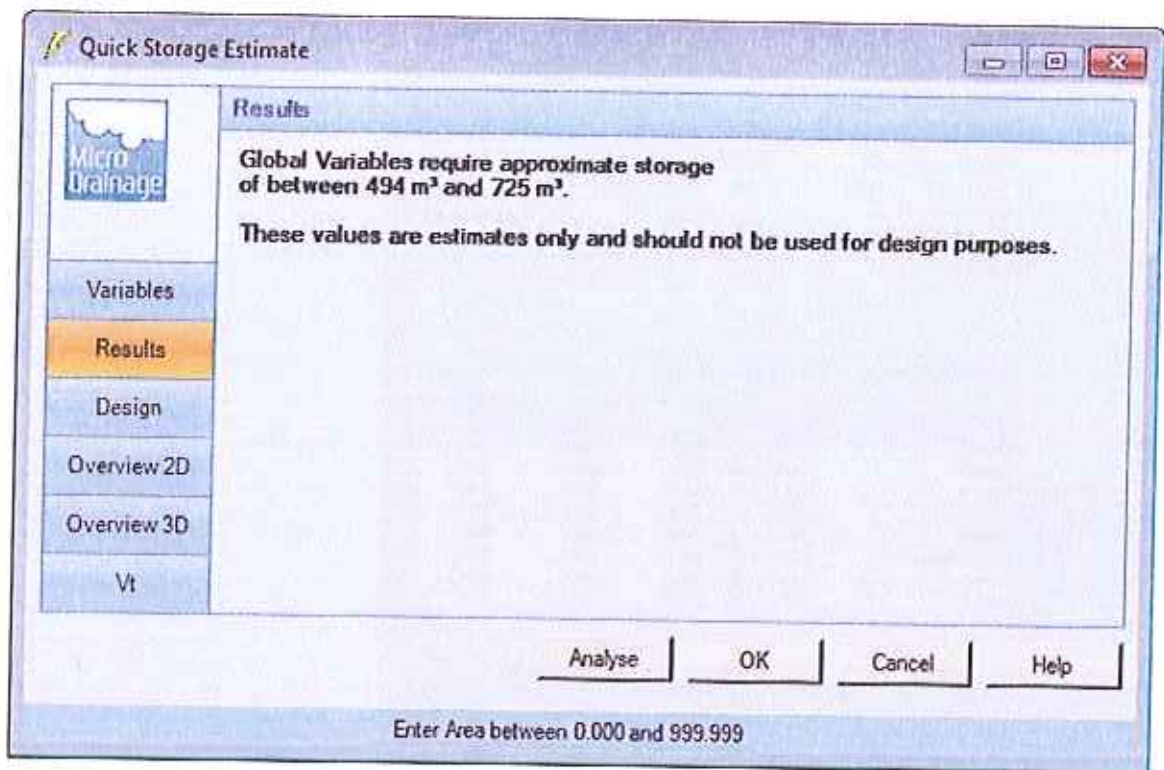 Quick Storage Estimate
Micro
Drainage
Results
Global Variables require approximate storage
of between 494 m³ and 725 m³.
These values are estimates only and should not be used for design purposes.
Variables
Results
Design
Overview 2D
Overview 3D
Vt
Analyse
OK
Cancel
Help
Enter Area between 0.000 and 999.999